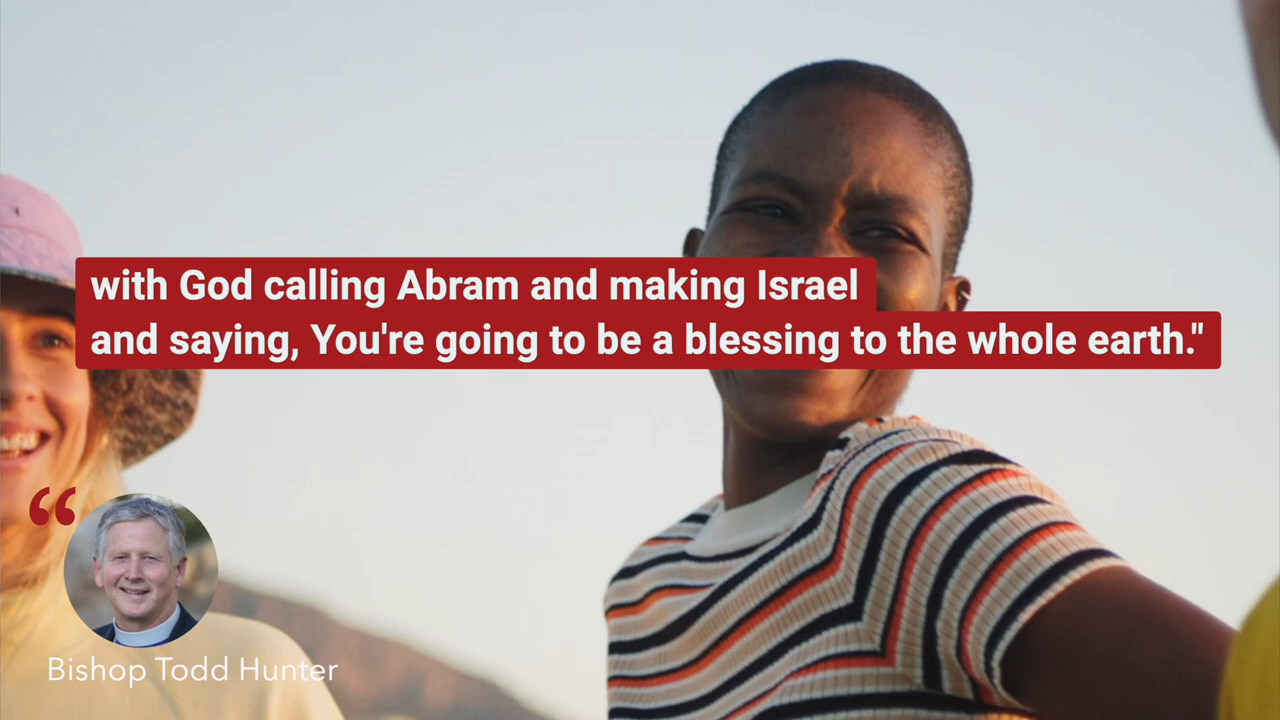 with God calling Abram and making Israel
and saying, You're going to be a blessing to the whole earth."
“
Bishop Todd Hunter